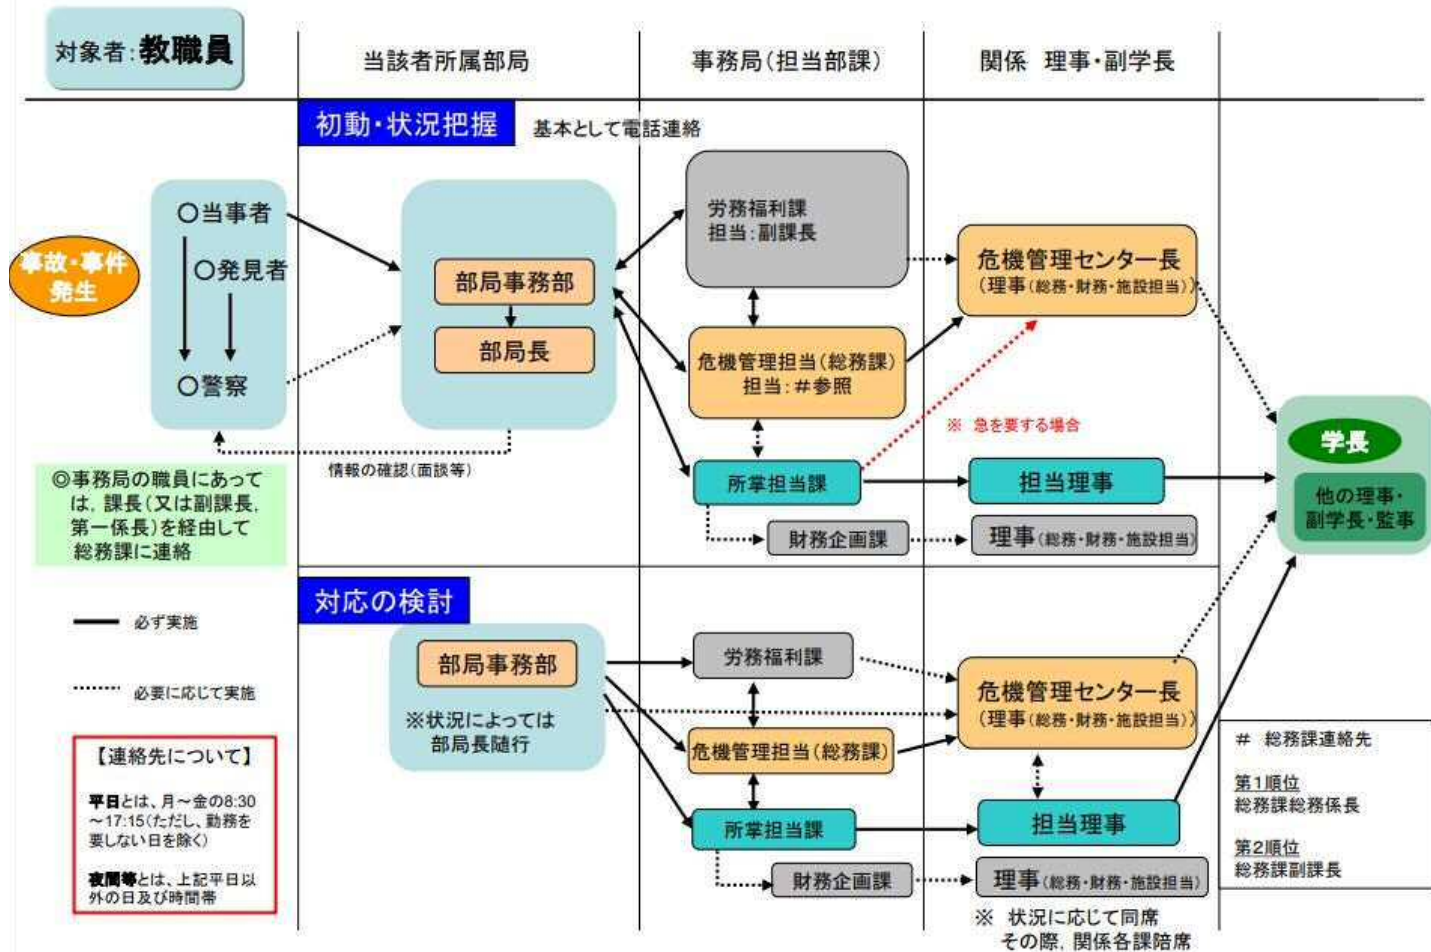 対象者：教職員
当該者所属部局
事務局（担当部課）
関係 理事・副学長
初動・状況把握
基本として電話連絡
事故・事件
発生
〇当事者
〇発見者
〇警察
部局事務部
部局長
労務福利課
担当：副課長
危機管理担当（総務課）
担当：＃参照
所掌担当課
財務企画課
危機管理センター長
（理事（総務・財務・施設担当））
※ 急を要する場合
担当理事
理事（総務・財務・施設担当）
学長
他の理事・
副学長・監事
情報の確認（面談等）
◎事務局の職員にあって
は，課長（又は副課長，
第一係長）を経由して
総務課に連絡
必ず実施
必要に応じて実施
【連絡先について】
平日とは、月～金の8:30
～17:15（ただし、勤務を
要しない日を除く）
夜間等とは、上記平日以
外の日及び時間帯
対応の検討
部局事務部
※状況によっては
部局長随行
労務福利課
危機管理担当（総務課）
所掌担当課
財務企画課
危機管理センター長
（理事（総務・財務・施設担当））
担当理事
理事（総務・財務・施設担当）
※ 状況に応じて同席
その際，関係各課陪席
＃ 総務課連絡先
第1順位
総務課総務係長
第2順位
総務課副課長